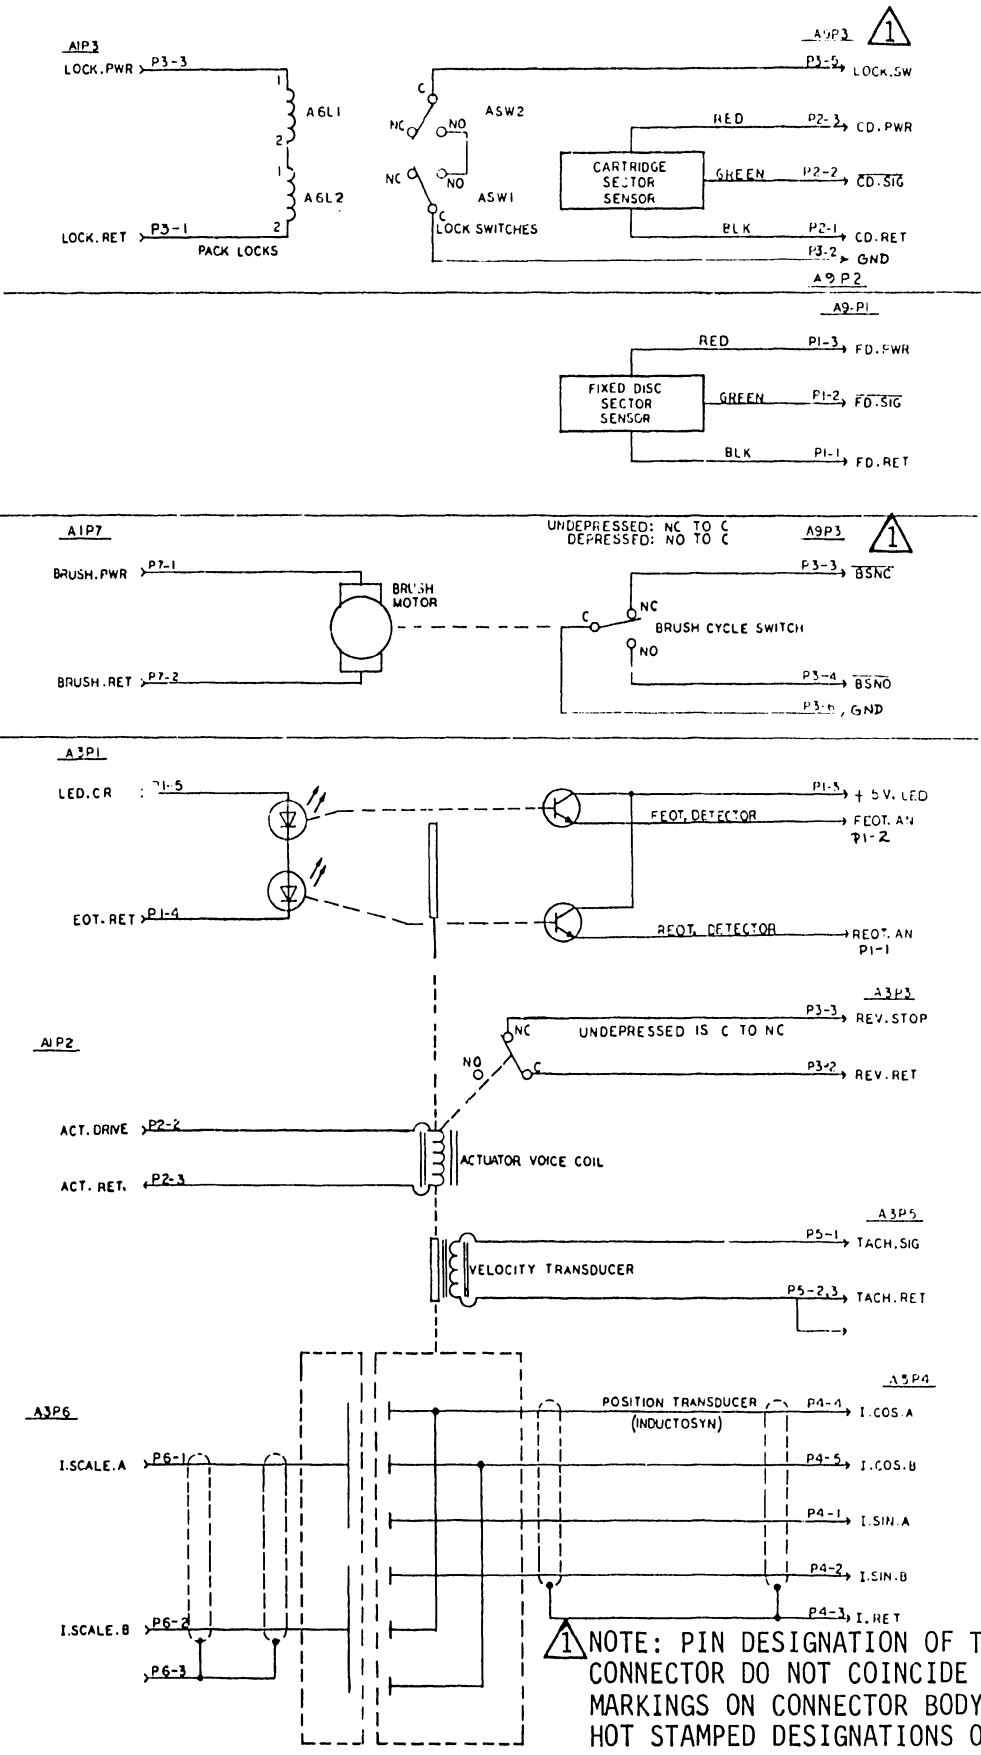 A1P3
A9P3
1
LOCK.PWR P3-3
P3-5 LOCK.SW
1
C
A6L1
ASW2
NC NO
RED P2-3 CD.PWR
2
CARTRIDGE
SECTOR
SENSOR
1
GREEN P2-2 CD.SIG
NC NO
A6L2
ASW1
C
LOCK SWITCHES
LOCK.RET P3-1
2
PACK LOCKS
BLK P2-1 CD.RET
P3-2 GND
A9P2
A9-P1
RED P1-3 FD.PWR
FIXED DISC
SECTOR
SENSOR
GREEN P1-2 FD.SIG
BLK P1-1 FD.RET
A1P7
UNDEPRESSED: NC TO C
DEPRESSED: NO TO C
A9P3
1
BRUSH.PWR P7-1
P3-3 BSNC
BRUSH
MOTOR
C NC
BRUSH CYCLE SWITCH
NO
BRUSH.RET P7-2
P3-4 BSNO
P3-6 GND
A3P1
LED.CR P1-5
P1-3 + 5V. LED
FEOT. DETECTOR
FEOT.AN
P1-2
EOT.RET P1-4
REOT. DETECTOR
REOT.AN
P1-1
A3P3
P3-3 REV.STOP
NC
UNDEPRESSED IS C TO NC
A1P2
NO C
P3-2 REV.RET
ACT.DRIVE P2-2
ACTUATOR VOICE COIL
ACT. RET. P2-3
A3P5
P5-1 TACH.SIG
VELOCITY TRANSDUCER
P5-2,3 TACH.RET
A3P4
A3P6
POSITION TRANSDUCER
(INDUCTOSYN)
P4-4 I.COS.A
I.SCALE.A P6-1
P4-5 I.COS.B
P4-1 I.SIN.A
P4-2 I.SIN.B
I.SCALE.B P6-2
P4-3 I.RET
P6-3
1 NOTE: PIN DESIGNATION OF T
CONNECTOR DO NOT COINCIDE
MARKINGS ON CONNECTOR BODY
HOT STAMPED DESIGNATIONS O